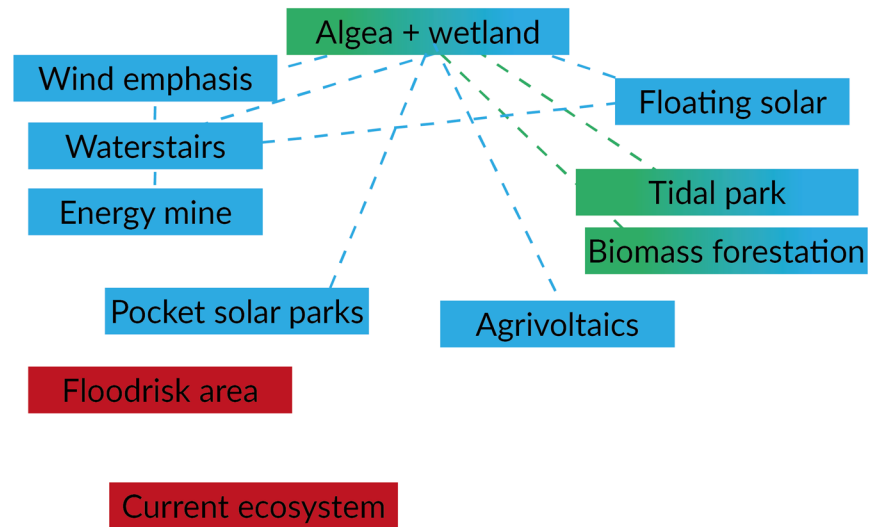 Algea + wetland
Wind emphasis
Floating solar
Waterstairs
Tidal park
Energy mine
Biomass forestation
Pocket solar parks
Agrivoltaics
Floodrisk area
Current ecosystem